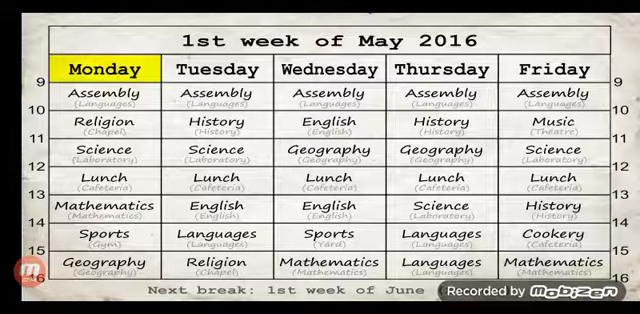 1st week of May 2016
Monday Tuesday Wednesday Thursday Friday
9 9
Assembly Assembly Assembly Assembly Assembly
(Languages) (Languages) (Languages) (Languages) (Languages)
10 10
Religion History English History Music
(Chapel) (History) (English) (History) (Theatre)
11 11
Science Science Geography Geography Science
(Laboratory) (Laboratory) (Geography) (Geography) (Laboratory)
12 12
Lunch Lunch Lunch Lunch Lunch
(Cafeteria) (Cafeteria) (Cafeteria) (Cafeteria) (Cafeteria)
13 13
Mathematics English English Science History
(Mathematics) (English) (English) (Laboratory) (History)
14 14
Sports Languages Sports Languages Cookery
(Gym) (Languages) (Yard) (Languages) (Cafeteria)
15 15
Geography Religion Mathematics Languages Mathematics
(Geography) (Chapel) (Mathematics) (Languages) (Mathematics)
16
Next break: 1st week of June
Recorded by Mobizen